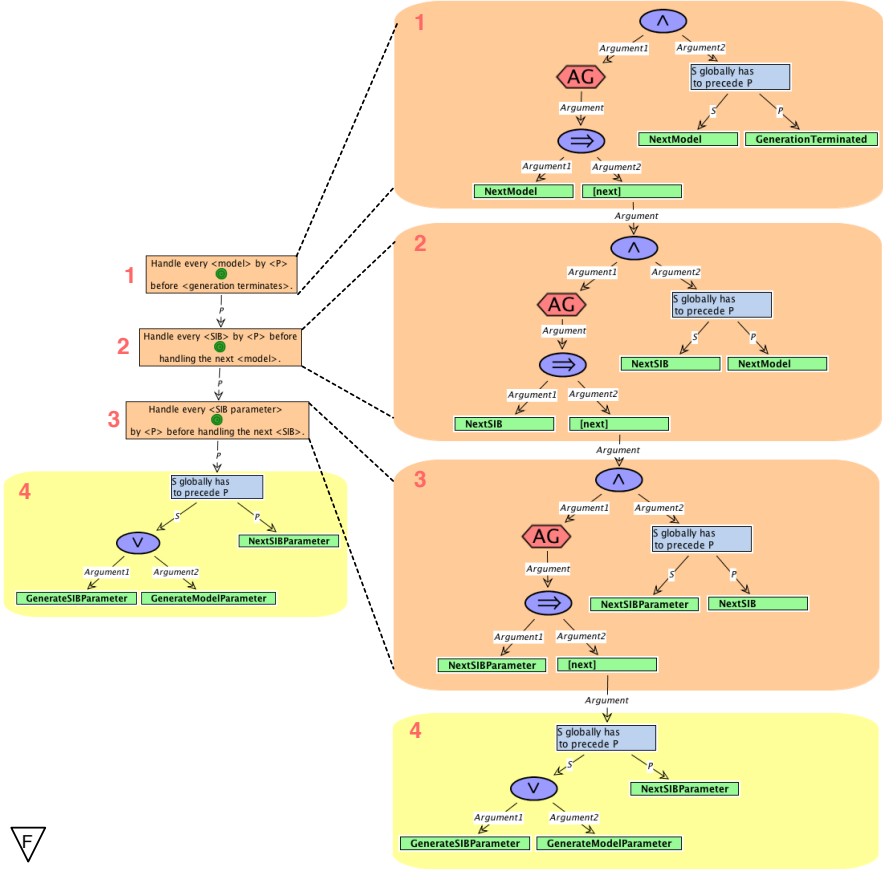 1
Handle every <model> by <P>
before <generation terminates>.
P
2
Handle every <SIB> by <P> before
handling the next <model>.
P
3
Handle every <SIB parameter>
by <P> before handling the next <SIB>.
P
4
S globally has
to precede P
S
P
∨
NextSIBParameter
Argument1
Argument2
GenerateSIBParameter
GenerateModelParameter
F
1
∧
Argument1
Argument2
AG
S globally has
to precede P
Argument
S
P
⇒
NextModel
GenerationTerminated
Argument1
Argument2
NextModel
[next]
Argument
2
∧
Argument1
Argument2
AG
S globally has
to precede P
Argument
S
P
⇒
NextSIB
NextModel
Argument1
Argument2
NextSIB
[next]
Argument
3
∧
Argument1
Argument2
AG
S globally has
to precede P
Argument
S
P
⇒
NextSIBParameter
NextSIB
Argument1
Argument2
NextSIBParameter
[next]
Argument
4
S globally has
to precede P
S
P
∨
NextSIBParameter
Argument1
Argument2
GenerateSIBParameter
GenerateModelParameter